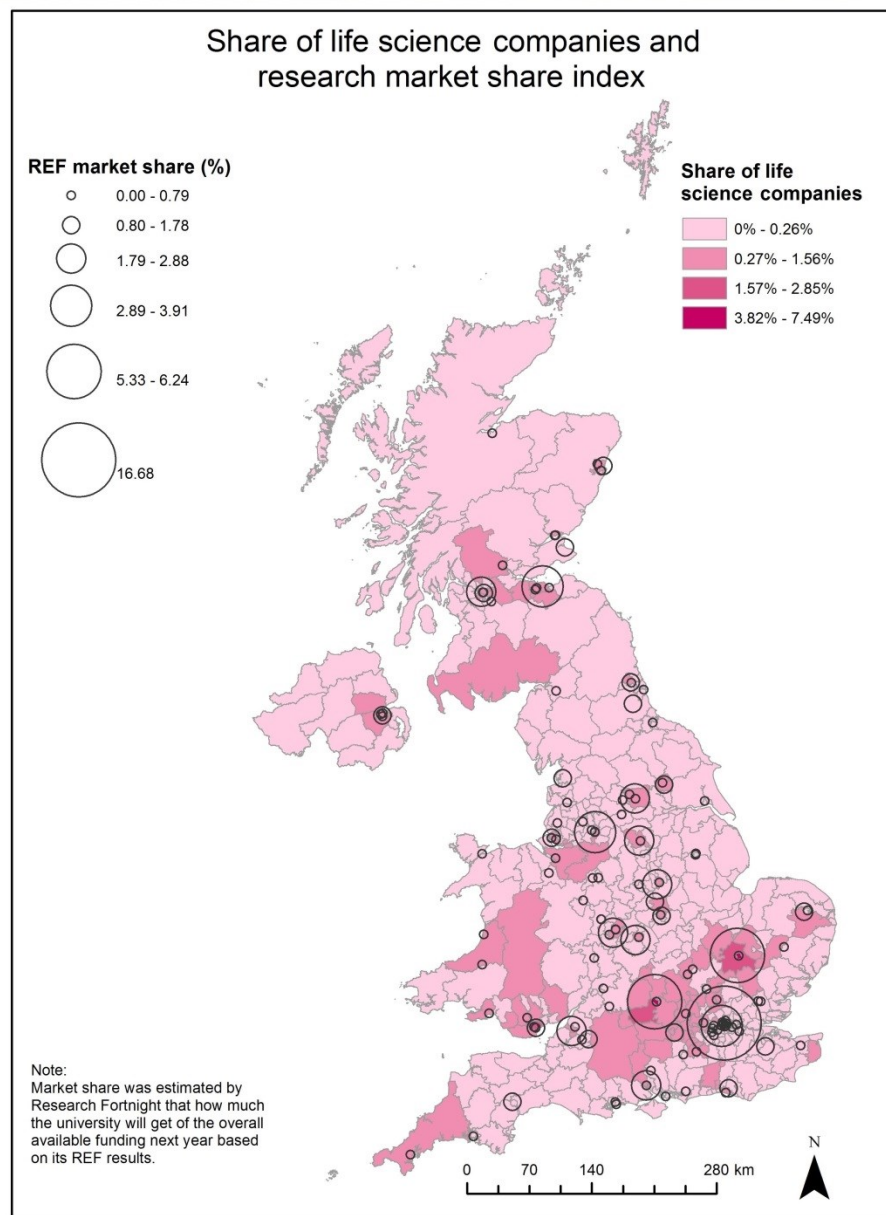 Share of life science companies and
research market share index
REF market share (%)
0.00 - 0.79
0.80 - 1.78
1.79 - 2.88
2.89 - 3.91
5.33 - 6.24
16.68
Share of life
science companies
0% - 0.26%
0.27% - 1.56%
1.57% - 2.85%
3.82% - 7.49%
Note:
Market share was estimated by
Research Fortnight that how much
the university will get of the overall
available funding next year based
on its REF results.
N
0 70 140 280 km